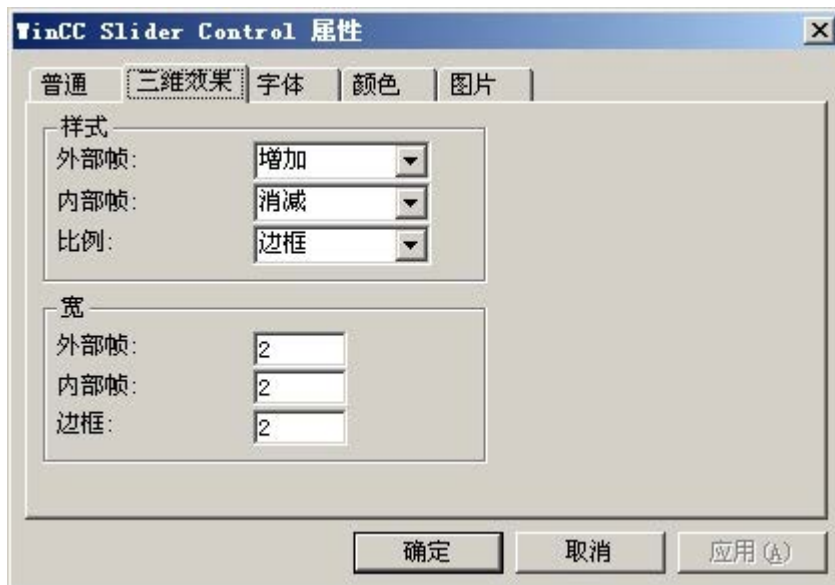 WinCC Slider Control 属性
普通 三维效果 字体 颜色 图片
样式
外部帧: 增加
内部帧: 消减
比例: 边框
宽
外部帧: 2
内部帧: 2
边框: 2
确定 取消 应用(A)